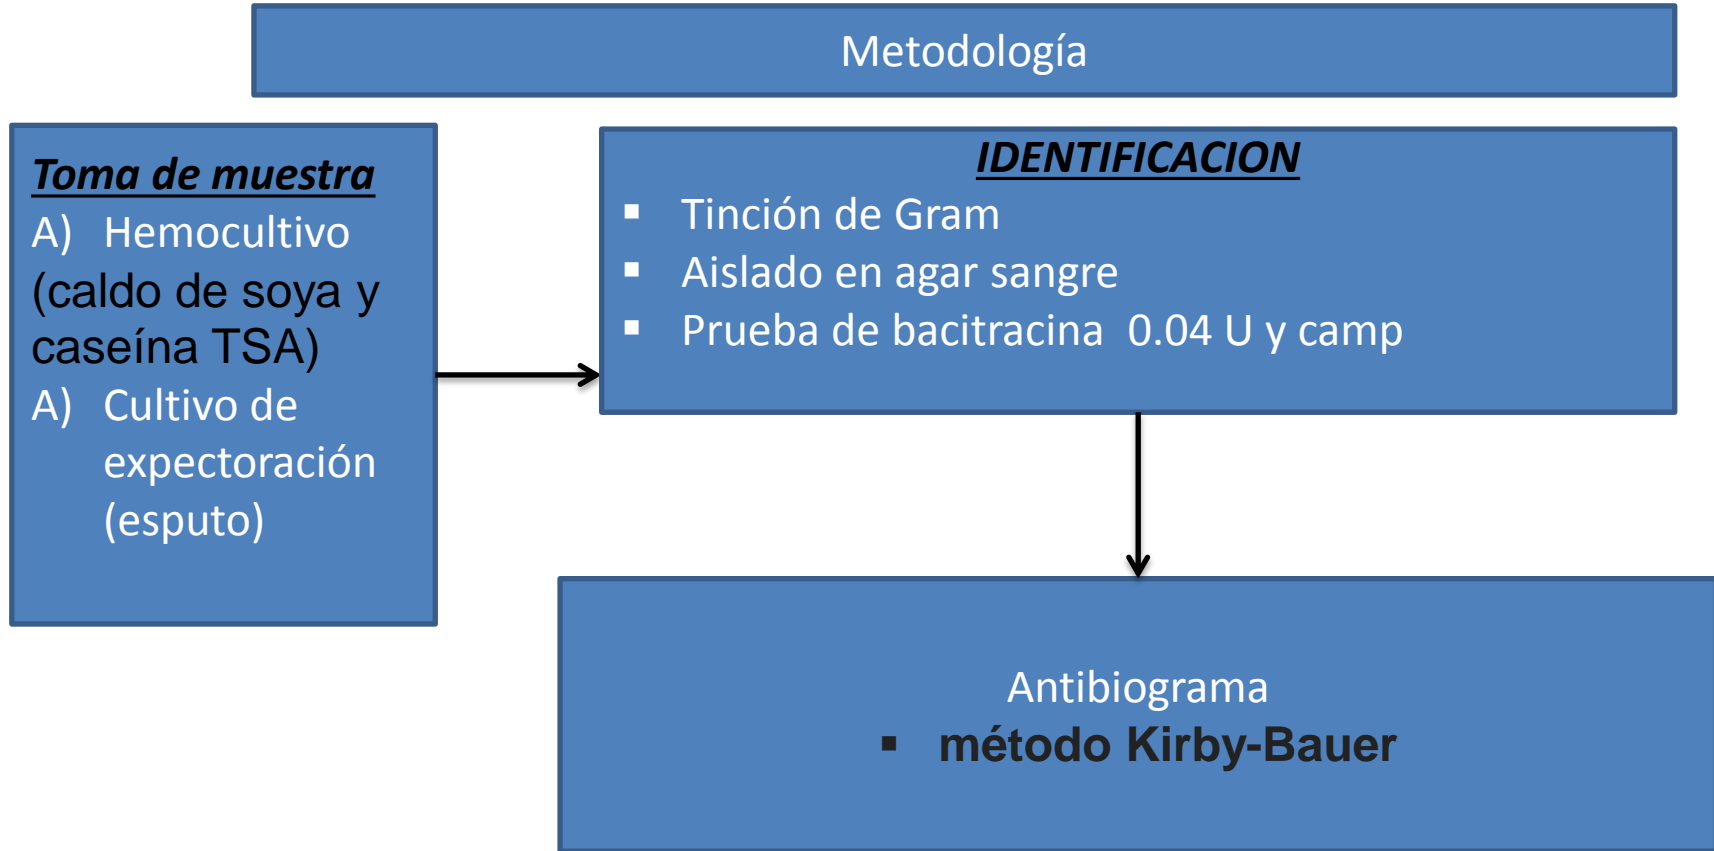 Metodología
Toma de muestra
A) Hemocultivo
(caldo de soya y
caseína TSA)
A) Cultivo de
expectoración
(esputo)
IDENTIFICACION
▪ Tinción de Gram
▪ Aislado en agar sangre
▪ Prueba de bacitracina 0.04 U y camp
Antibiograma
▪ método Kirby-Bauer